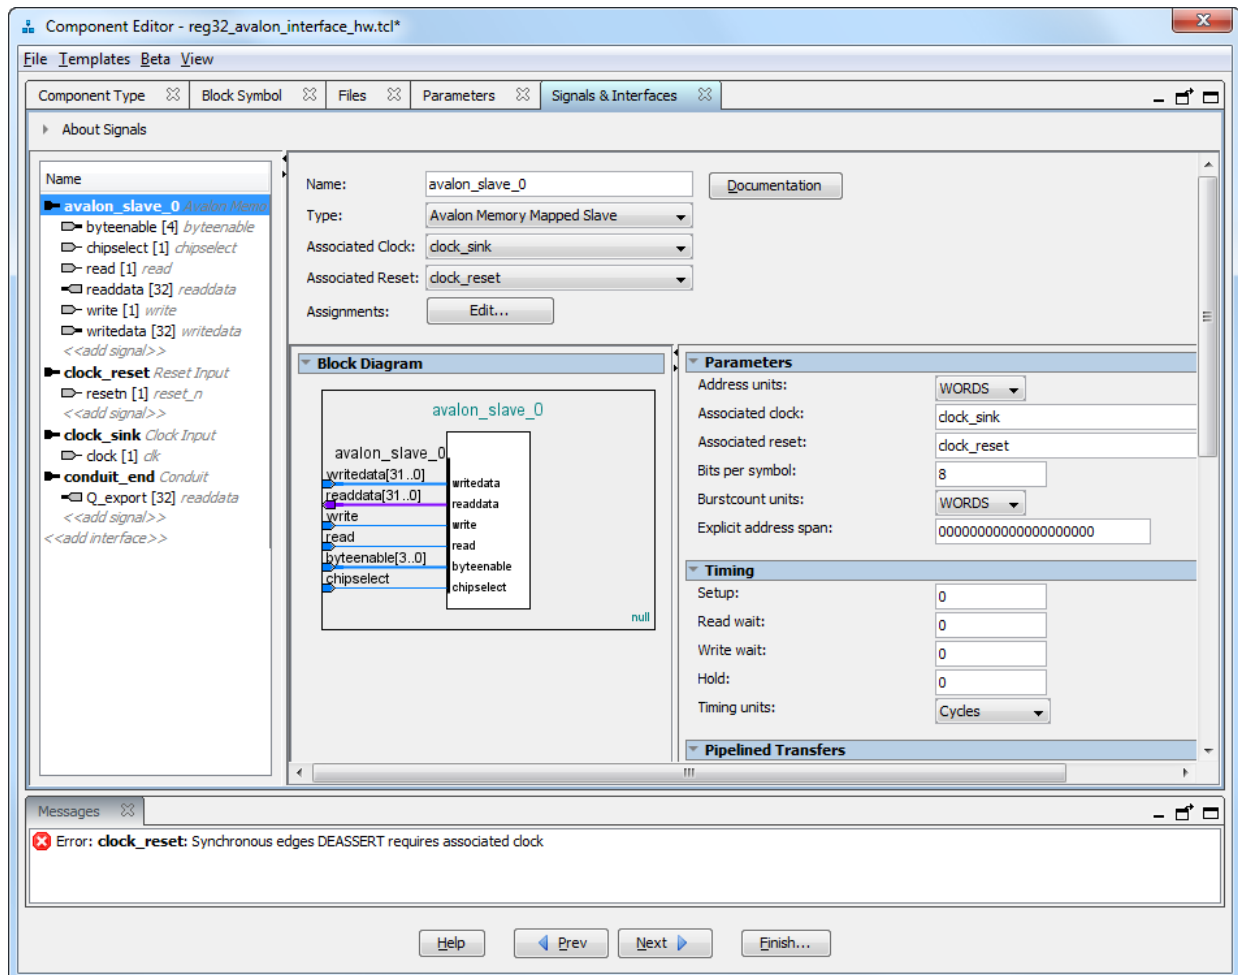 Component Editor - reg32_avalon_interface_hw.tcl*
File Templates Beta View
Component Type Block Symbol Files Parameters Signals & Interfaces
About Signals
Name
avalon_slave_0 Avalon Memo
byteenable [4] byteenable
chipselect [1] chipselect
read [1] read
readdata [32] readdata
write [1] write
writedata [32] writedata
<<add signal>>
clock_reset Reset Input
resetn [1] reset_n
<<add signal>>
clock_sink Clock Input
clock [1] clk
conduit_end Conduit
Q_export [32] readdata
<<add signal>>
<<add interface>>
Name: avalon_slave_0 Documentation
Type: Avalon Memory Mapped Slave
Associated Clock: clock_sink
Associated Reset: clock_reset
Assignments: Edit...
Block Diagram
avalon_slave_0
avalon_slave_0
writedata[31..0] writedata
readdata[31..0] readdata
write write
read read
byteenable[3..0] byteenable
chipselect chipselect
null
Parameters
Address units: WORDS
Associated clock: clock_sink
Associated reset: clock_reset
Bits per symbol: 8
Burstcount units: WORDS
Explicit address span: 00000000000000000000
Timing
Setup: 0
Read wait: 0
Write wait: 0
Hold: 0
Timing units: Cycles
Pipelined Transfers
Messages
Error: clock_reset: Synchronous edges DEASSERT requires associated clock
Help Prev Next Finish...